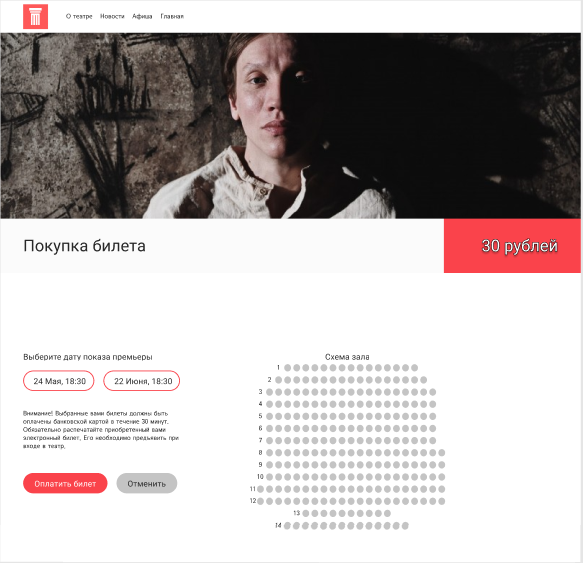 О театре Новости Афиша Главная
Покупка билета
30 рублей
Выберите дату показа премьеры
24 Мая, 18:30
22 Июня, 18:30
Внимание! Выбранные вами билеты должны быть
оплачены банковской картой в течение 30 минут.
Обязательно распечатайте приобретенный вами
электронный билет, Его необходимо предъявить при
входе в театр,
Оплатить билет
Отменить
Схема зала
1
2
3
4
5
6
7
8
9
10
11
12
13
14